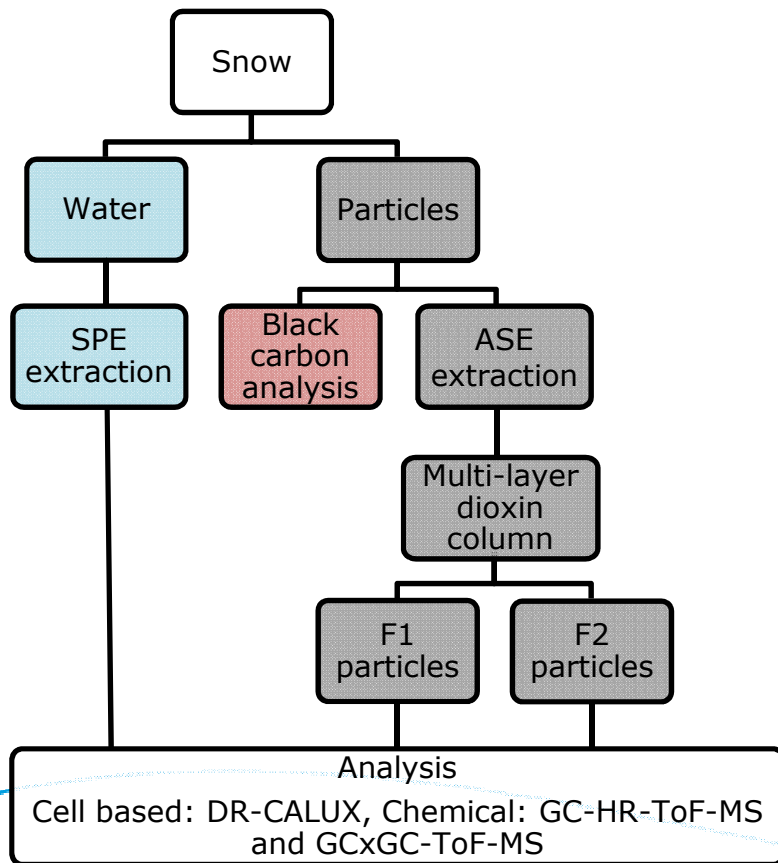 Snow
Water
Particles
SPE
extraction
Black
carbon
analysis
ASE
extraction
Multi-layer
dioxin
column
F1
particles
F2
particles
Analysis
Cell based: DR-CALUX, Chemical: GC-HR-ToF-MS
and GCxGC-ToF-MS